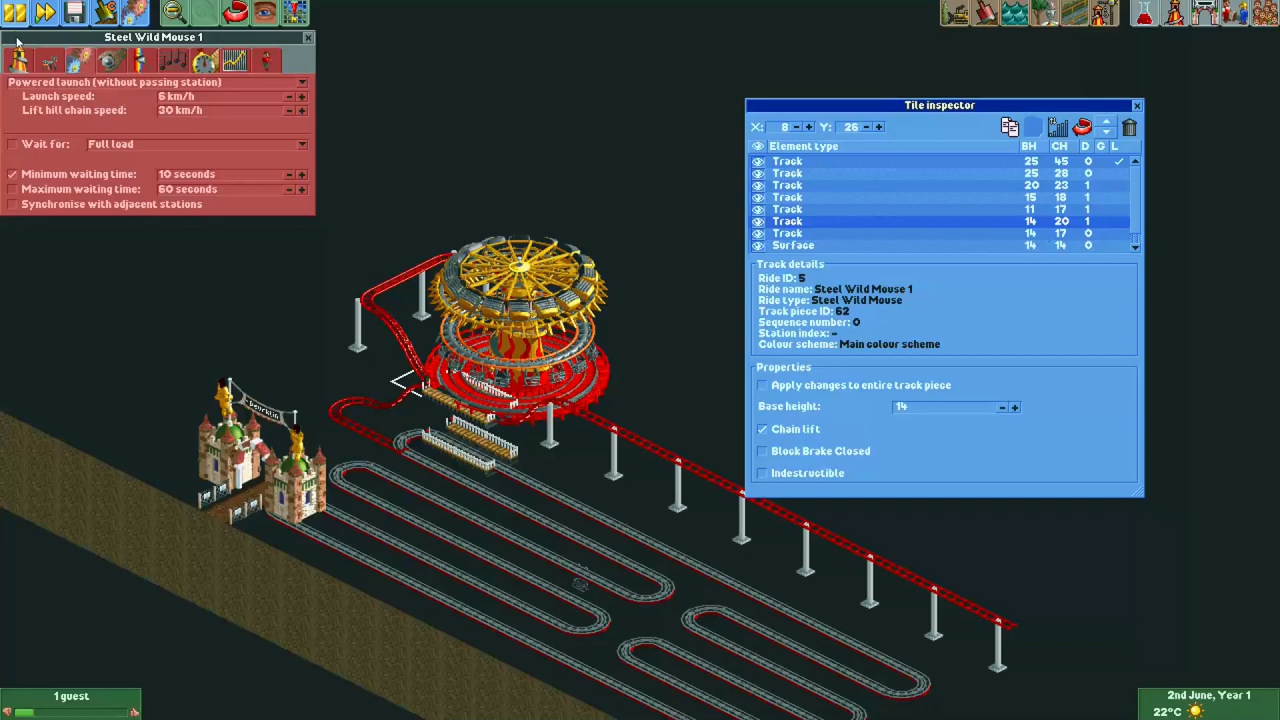 Steel Wild Mouse 1
Powered launch (without passing station)
Launch speed: 6 km/h
Lift hill chain speed: 30 km/h
Wait for: Full load
Minimum waiting time: 10 seconds
Maximum waiting time: 60 seconds
Synchronise with adjacent stations
Tile inspector
X: 8 - + Y: 26 - +
Element type BH CH D G L
Track 25 45 0 ✓
Track 25 28 0
Track 20 23 1
Track 15 18 1
Track 11 17 1
Track 14 20 1
Track 14 17 0
Surface 14 14 0
Track details
Ride ID: 5
Ride name: Steel Wild Mouse 1
Ride type: Steel Wild Mouse
Track piece ID: 62
Sequence number: 0
Station index: -
Colour scheme: Main colour scheme
Properties
Apply changes to entire track piece
Base height: 14 - +
Chain lift
Block Brake Closed
Indestructible
1 guest
2nd June, Year 1
22°C